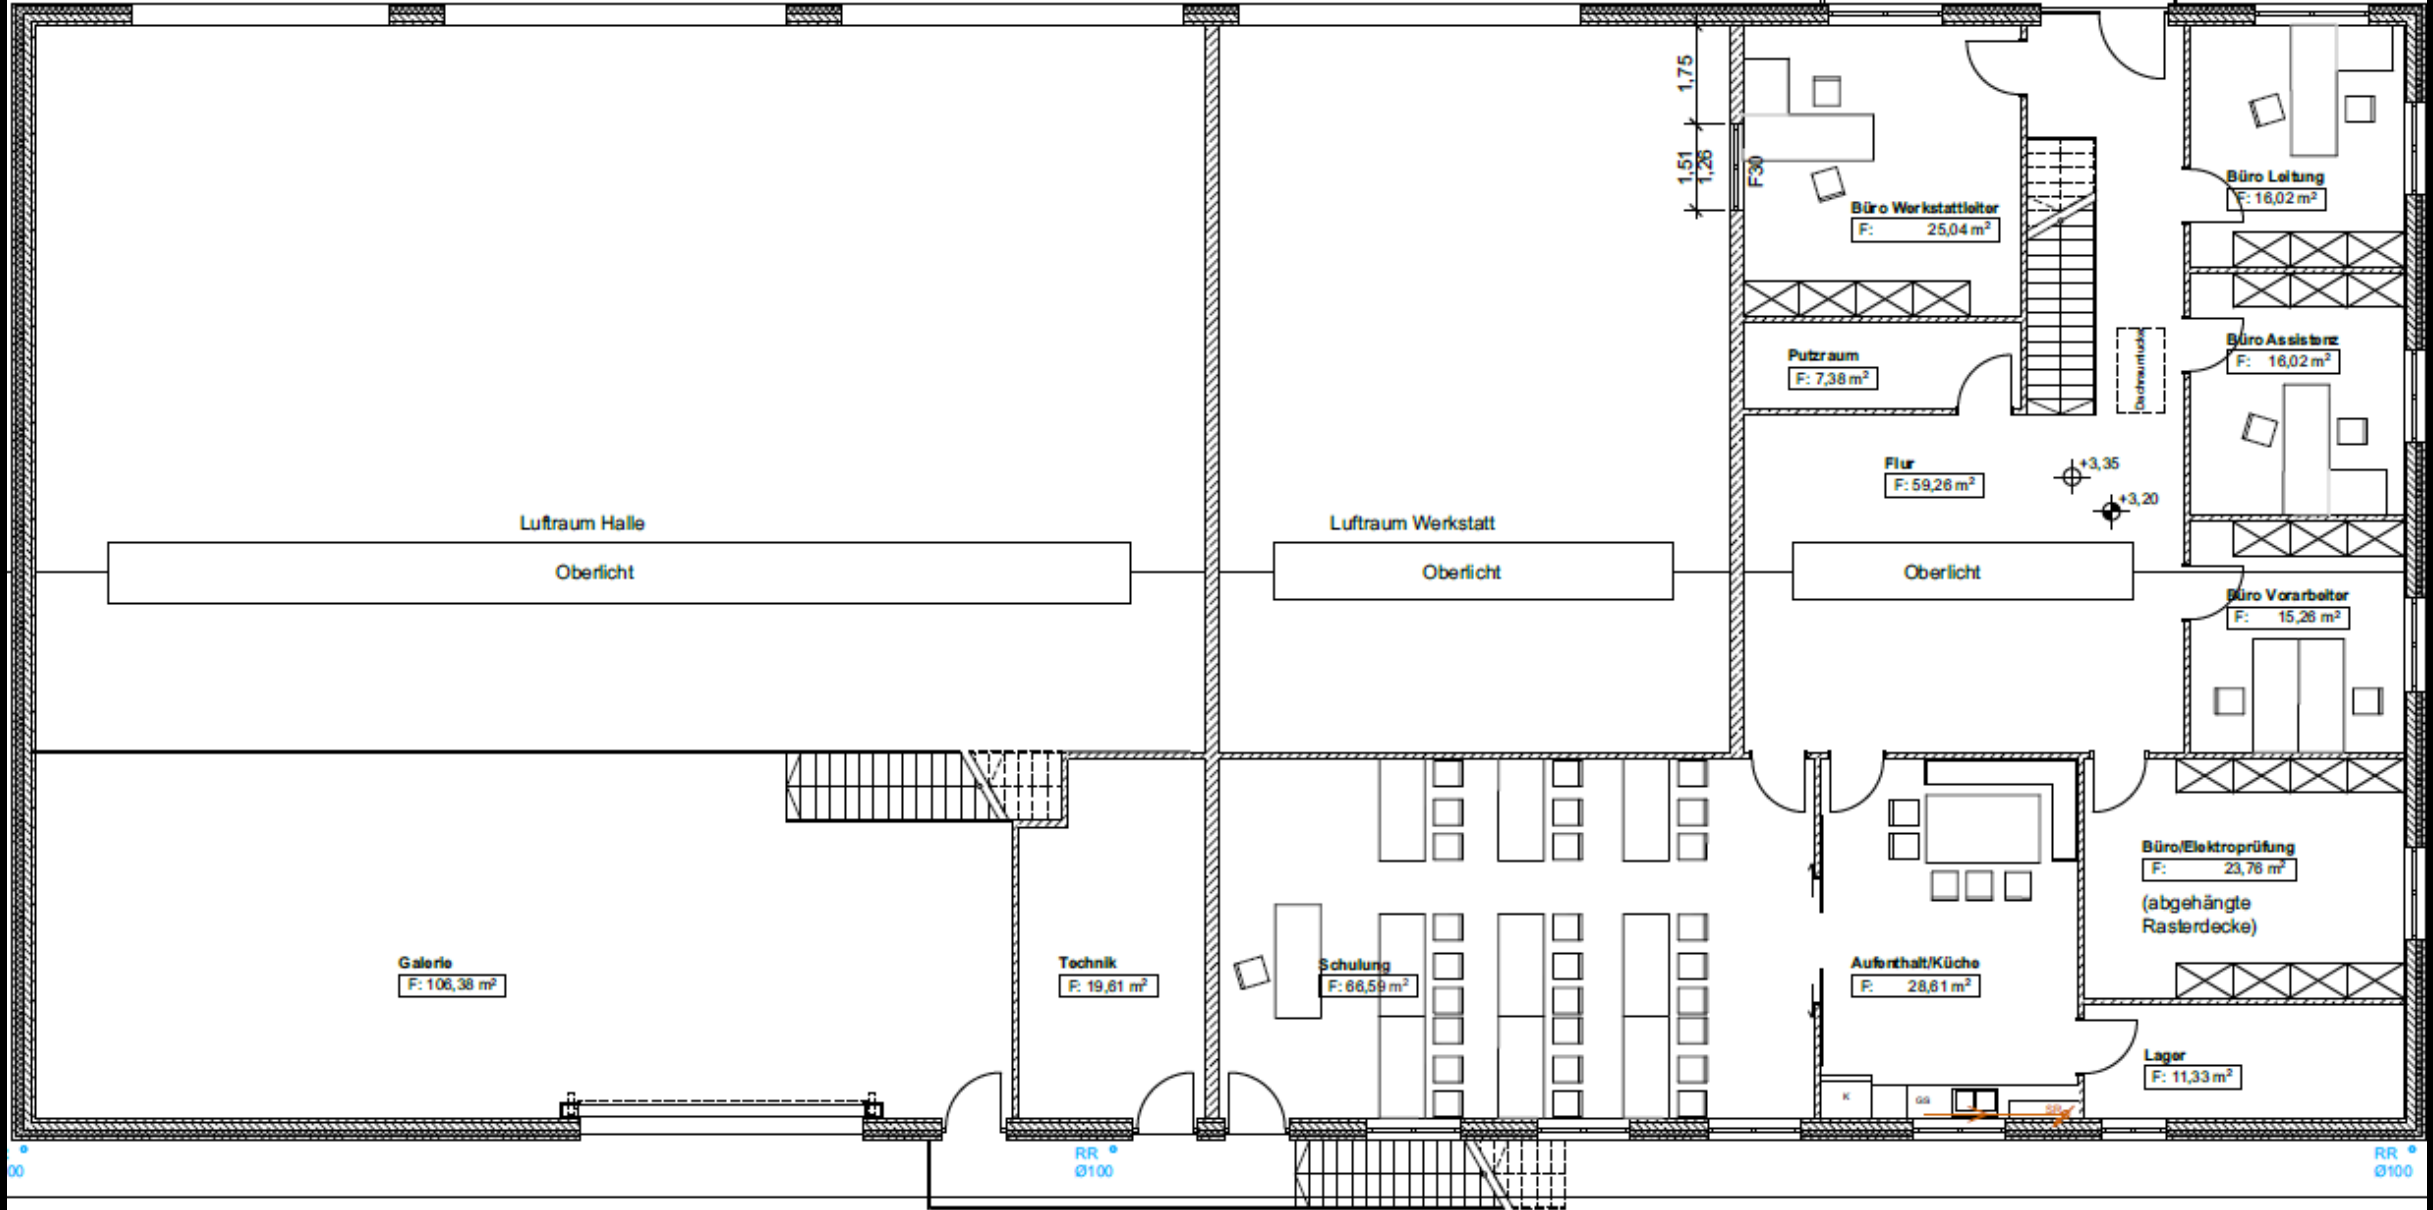 1,75
1,51
1,26
F30
Büro Werkstattleiter
F: 25,04 m²
Büro Leitung
F: 16,02 m²
Putzraum
F: 7,38 m²
Dachraumlucke
Büro Assistenz
F: 16,02 m²
Flur
F: 59,26 m²
+3,35
+3,20
Luftraum Halle
Oberlicht
Luftraum Werkstatt
Oberlicht
Oberlicht
Büro Vorarbeiter
F: 15,26 m²
Büro/Elektroprüfung
F: 23,76 m²
(abgehängte
Rasterdecke)
Galerie
F: 106,38 m²
Technik
F: 19,61 m²
Schulung
F: 66,59 m²
Aufenthalt/Küche
F: 28,61 m²
Lager
F: 11,33 m²
K
GS
RR
Ø100
RR
Ø100
00